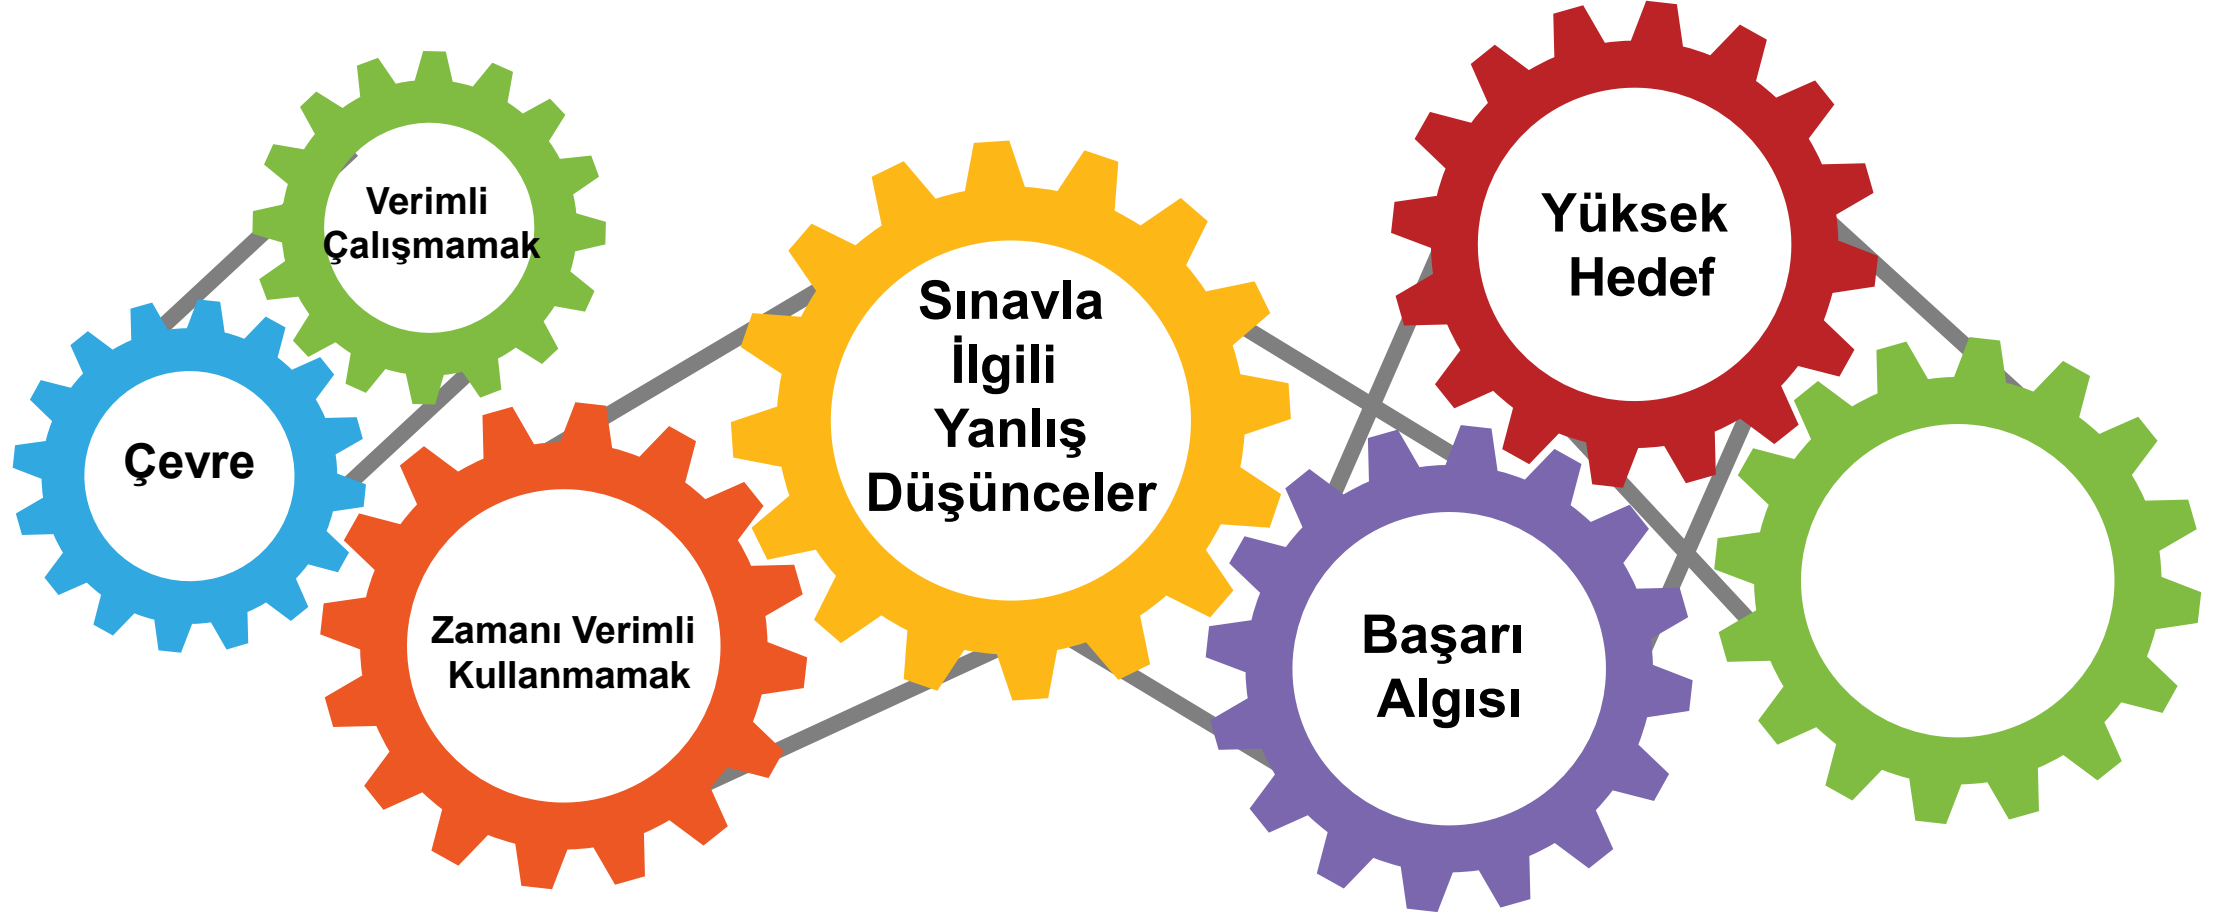 Verimli
Çalışmamak
Çevre
Zamanı Verimli
Kullanmamak
Sınavla
İlgili
Yanlış
Düşünceler
Başarı
Algısı
Yüksek
Hedef